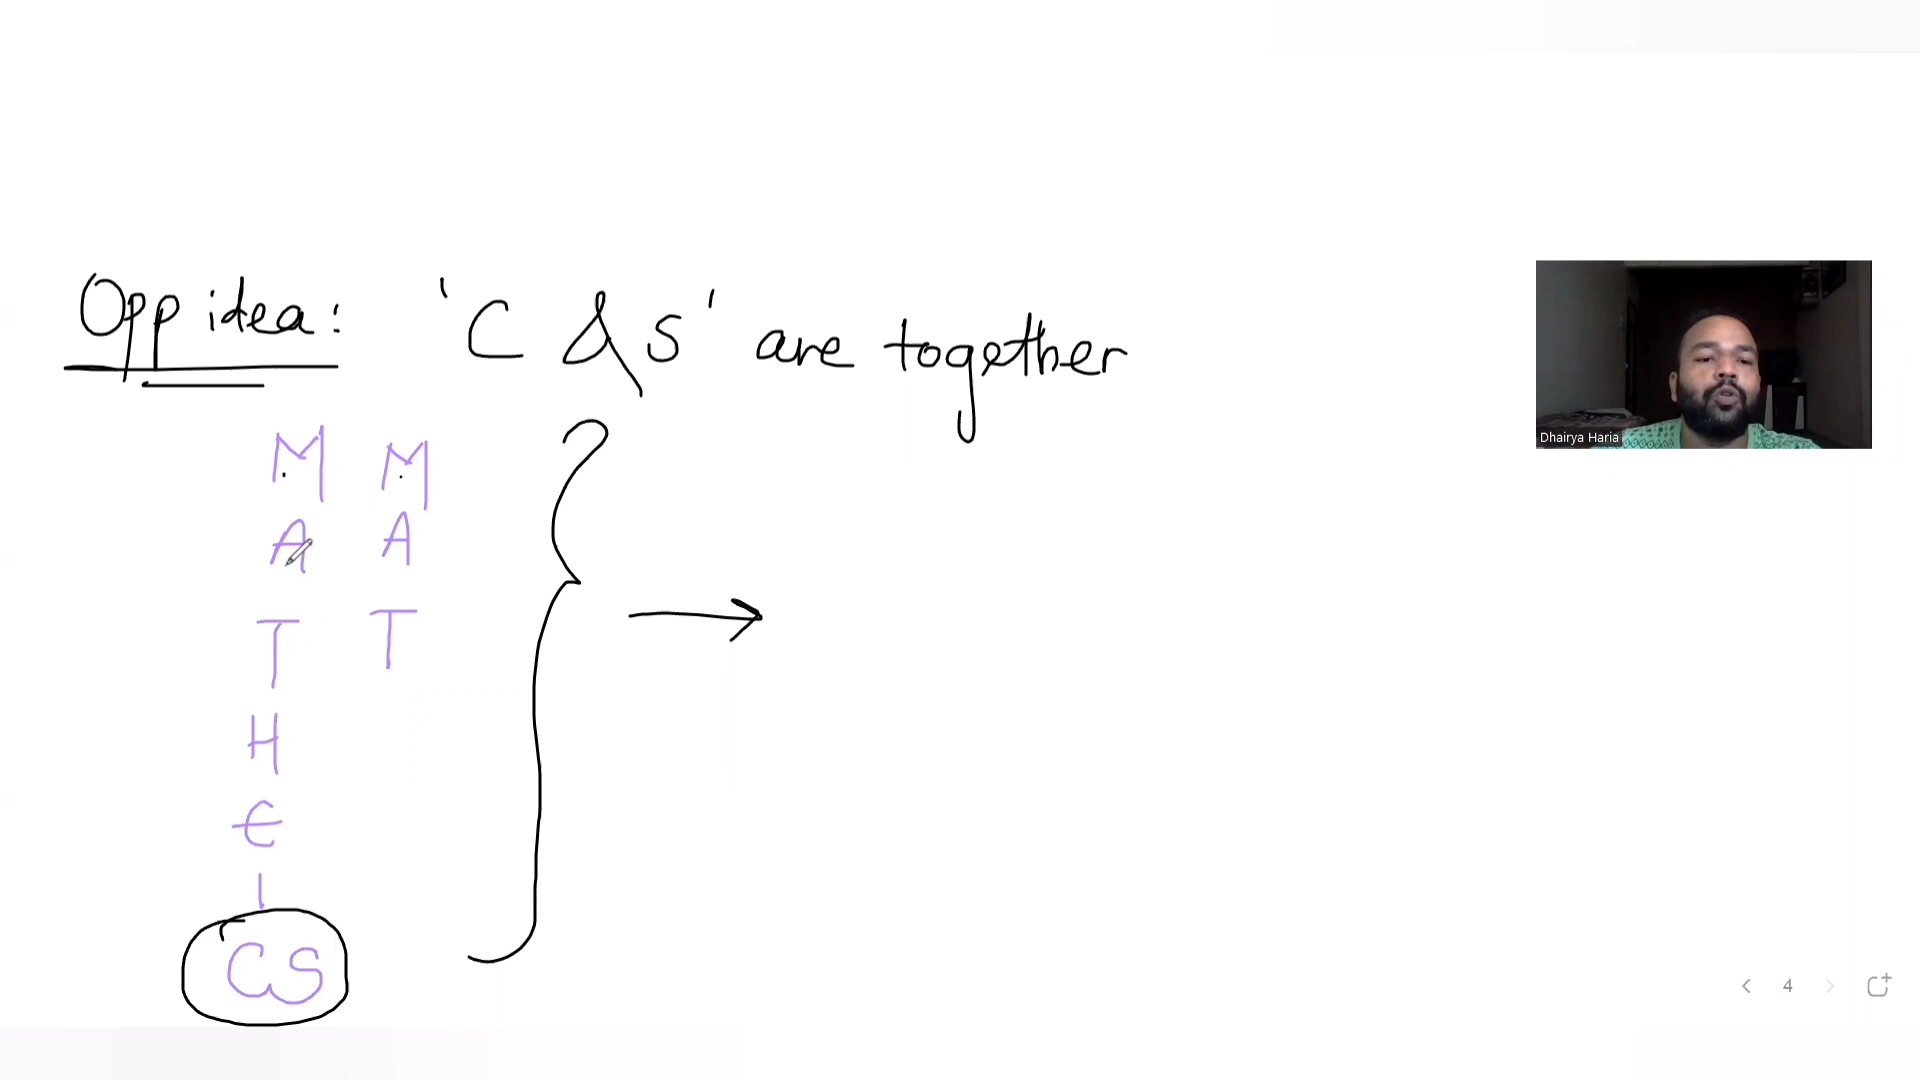 Opp idea: 'C & S' are together
M M
A A
T T
H
E
I
CS
Dhairya Haria
4